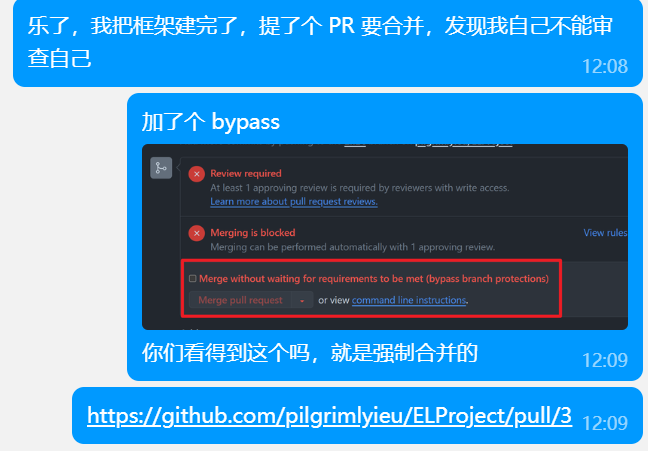 乐了，我把框架建完了，提了个 PR 要合并，发现我自己不能审
查自己
12:08
加了个 bypass
Review required
At least 1 approving review is required by reviewers with write access.
Learn more about pull request reviews.
Merging is blocked
View rules
Merging can be performed automatically with 1 approving review.
Merge without waiting for requirements to be met (bypass branch protections)
Merge pull request
or view command line instructions.
你们看得到这个吗，就是强制合并的
12:09
https://github.com/pilgrimlyieu/ELProject/pull/3
12:09